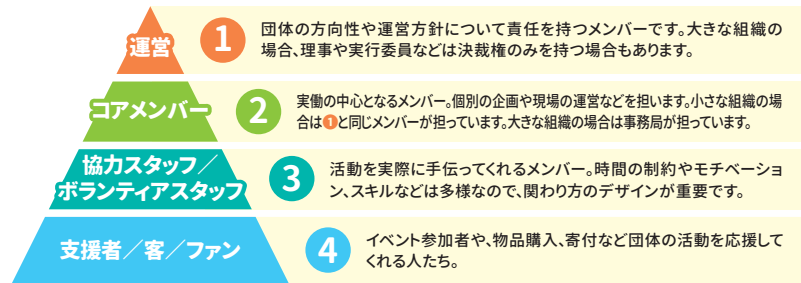 運営
1
団体の方向性や運営方針について責任を持つメンバーです。大きな組織の
場合、理事や実行委員などは決裁権のみを持つ場合もあります。
コアメンバー
2
実働の中心となるメンバー。個別の企画や現場の運営などを担います。小さな組織の場
合は❶と同じメンバーが担っています。大きな組織の場合は事務局が担っています。
協力スタッフ／
ボランティアスタッフ
3
活動を実際に手伝ってくれるメンバー。時間の制約やモチベーショ
ン、スキルなどは多様なので、関わり方のデザインが重要です。
支援者／客／ファン
4
イベント参加者や、物品購入、寄付など団体の活動を応援して
くれる人たち。